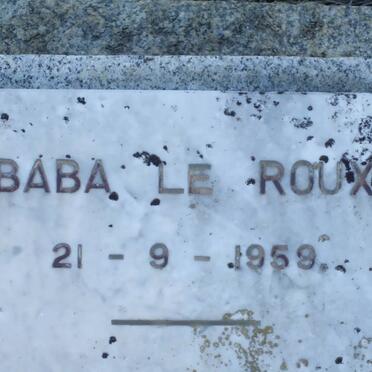 BABA LE ROUX
21 - 9 - 1959